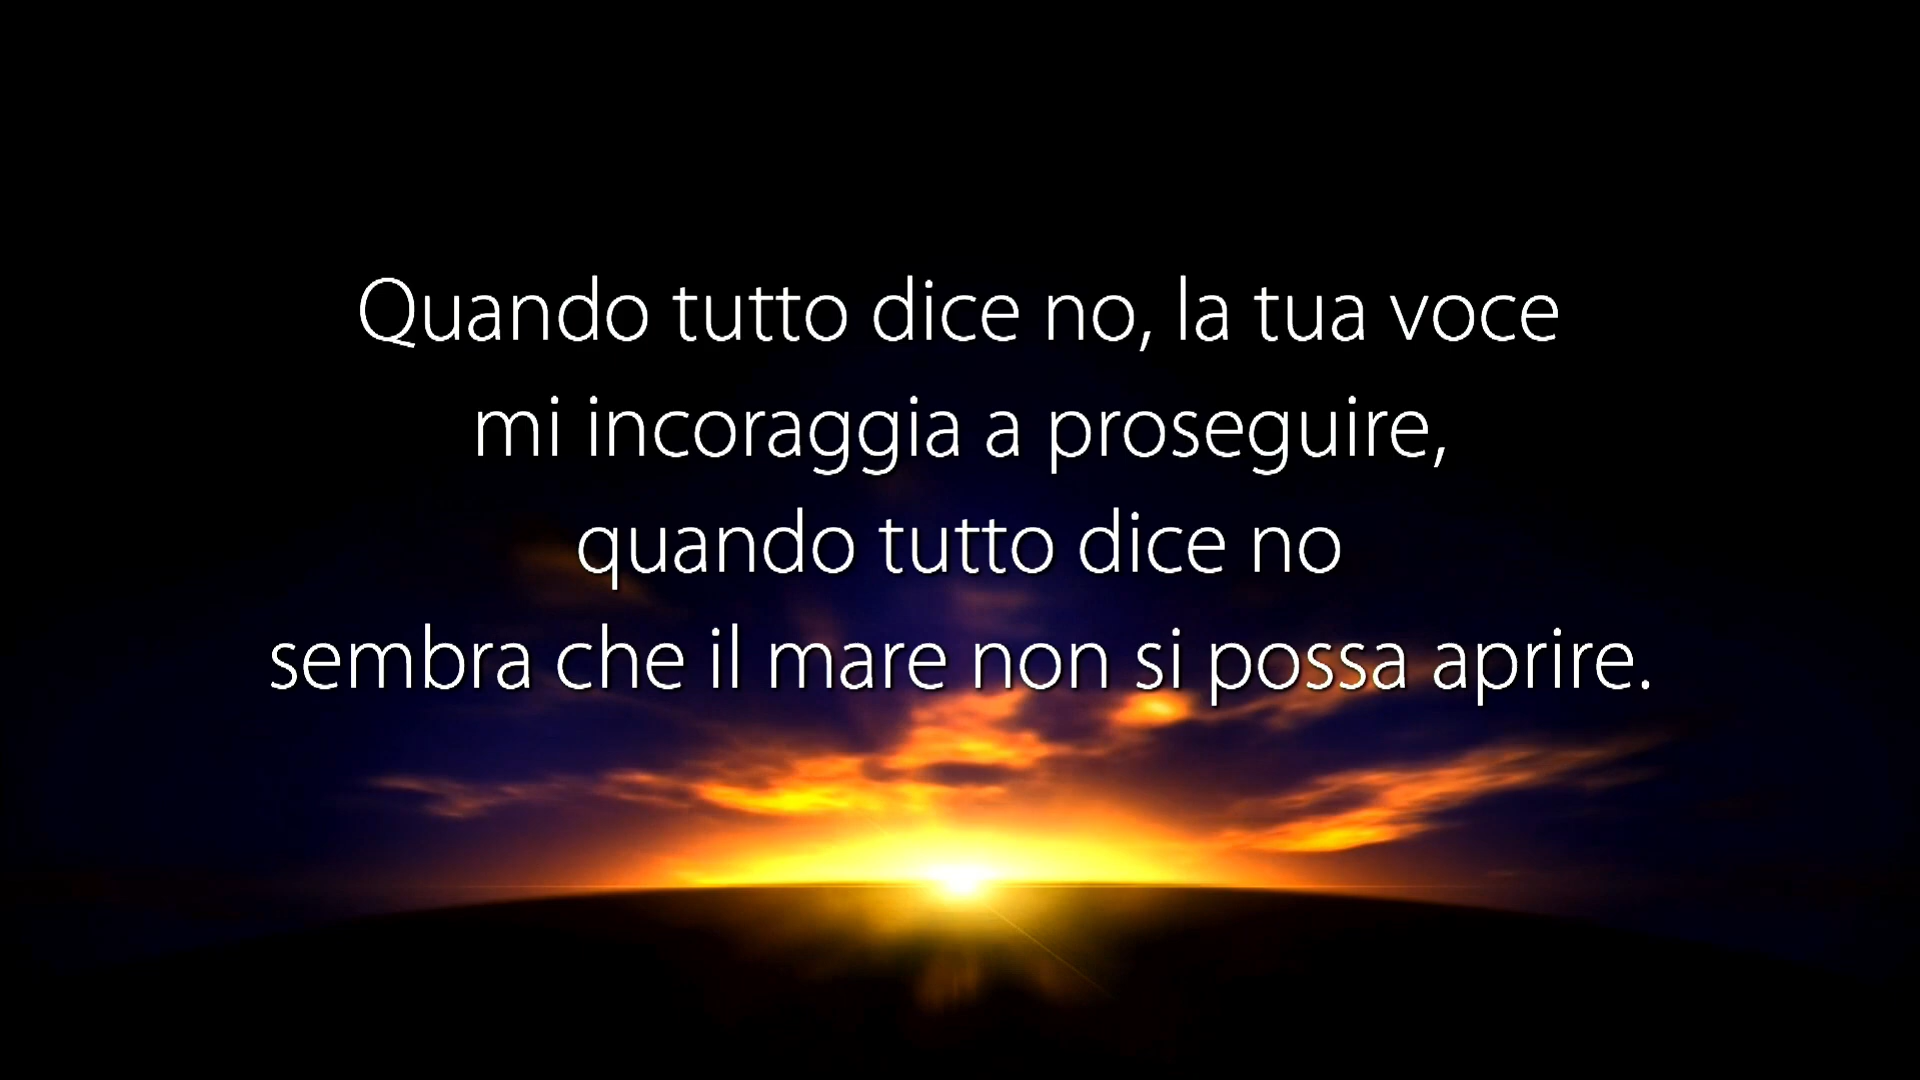 Quando tutto dice no, la tua voce
mi incoraggia a proseguire,
quando tutto dice no
sembra che il mare non si possa aprire.